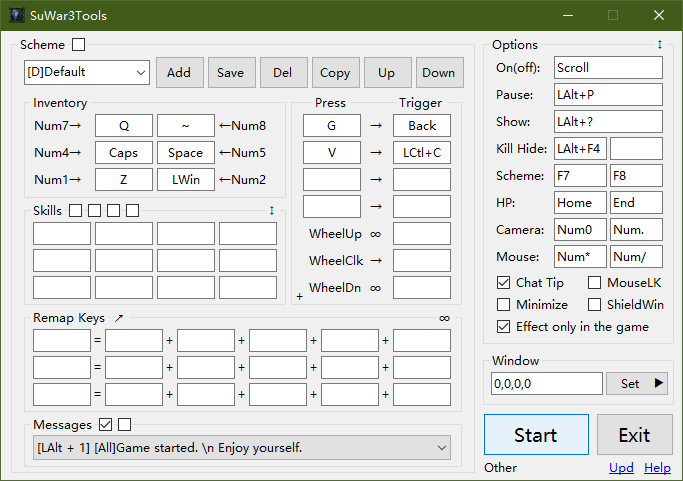 SuWar3Tools
Scheme
[D]Default Add Save Del Copy Up Down
Inventory
Num7→ Q ~ ←Num8
Num4→ Caps Space ←Num5
Num1→ Z LWin ←Num2
Press Trigger
G → Back
V → LCtl+C
→
→
WheelUp ∞
WheelClk →
WheelDn ∞
+
Skills ↕
Remap Keys ↗ ∞
= + + + +
= + + + +
= + + + +
Messages
[LAlt + 1] [All]Game started. \n Enjoy yourself.
Options ↕
On(off): Scroll
Pause: LAlt+P
Show: LAlt+?
Kill Hide: LAlt+F4
Scheme: F7 F8
HP: Home End
Camera: Num0 Num.
Mouse: Num* Num/
Chat Tip MouseLK
Minimize ShieldWin
Effect only in the game
Window
0,0,0,0 Set ▶
Start Exit
Other Upd Help